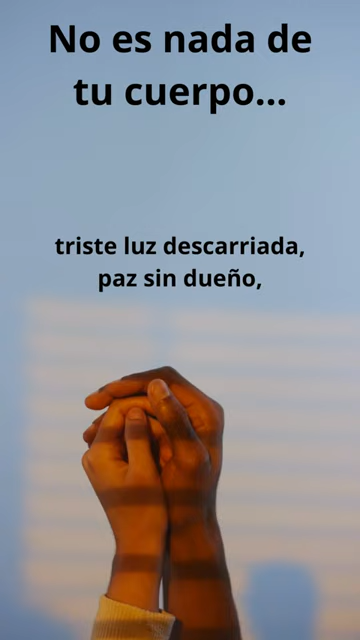 No es nada de
tu cuerpo...
triste luz descarriada,
paz sin dueño,